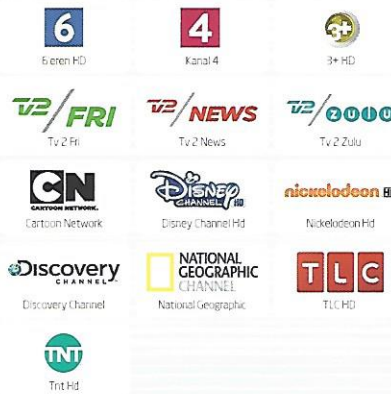 6
4
3+
6'eren HD
Kanal 4
3+ HD
TV2/FRI
TV2/NEWS
TV2/ZULU
Tv 2 Fri
Tv 2 News
Tv 2 Zulu
CN
CARTOON NETWORK.
Disney
CHANNEL HD
nickelodeon HD
Cartoon Network
Disney Channel Hd
Nickelodeon Hd
Discovery
CHANNEL
NATIONAL
GEOGRAPHIC
CHANNEL
TLC
Discovery Channel
National Geographic
TLC HD
TNT
Tnt Hd